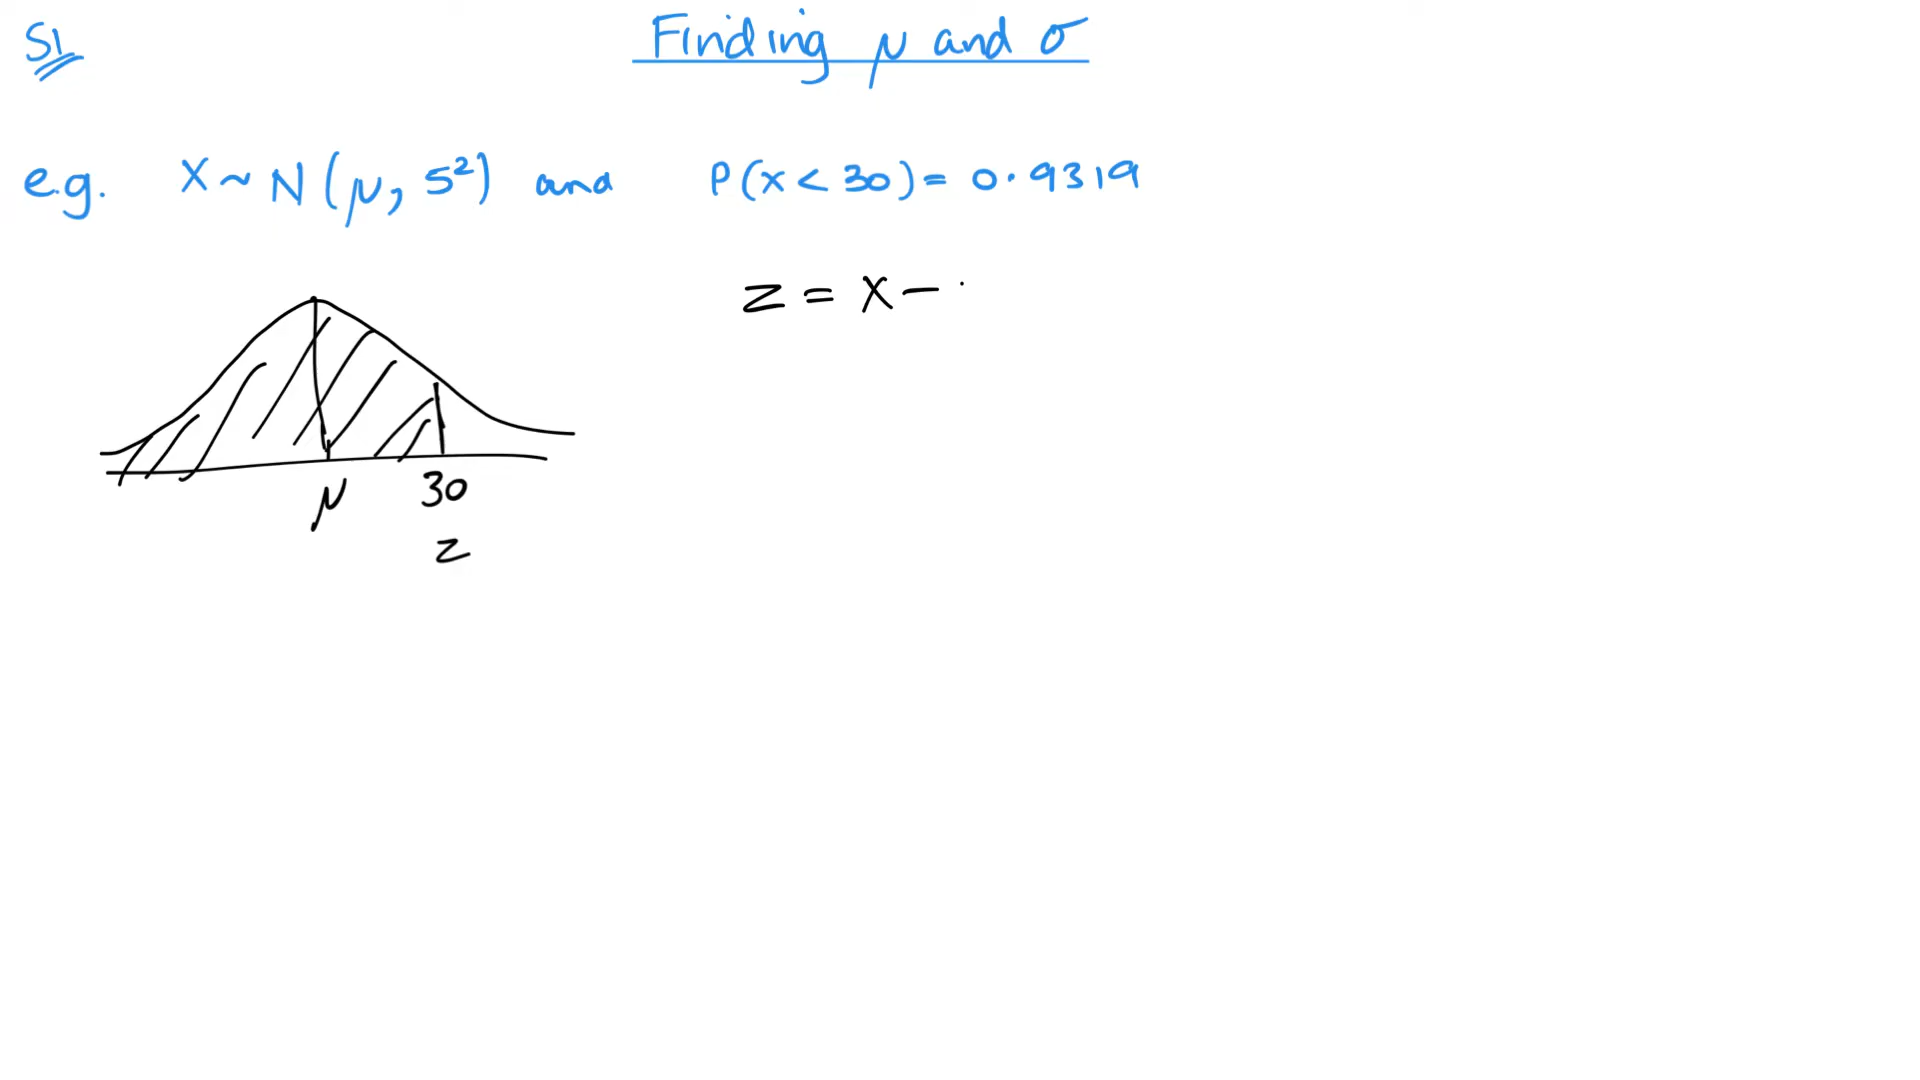 S1
Finding μ and σ
e.g. X ~ N(μ, 5²) and P(x < 30) = 0.9319
z = x −
μ 30
z